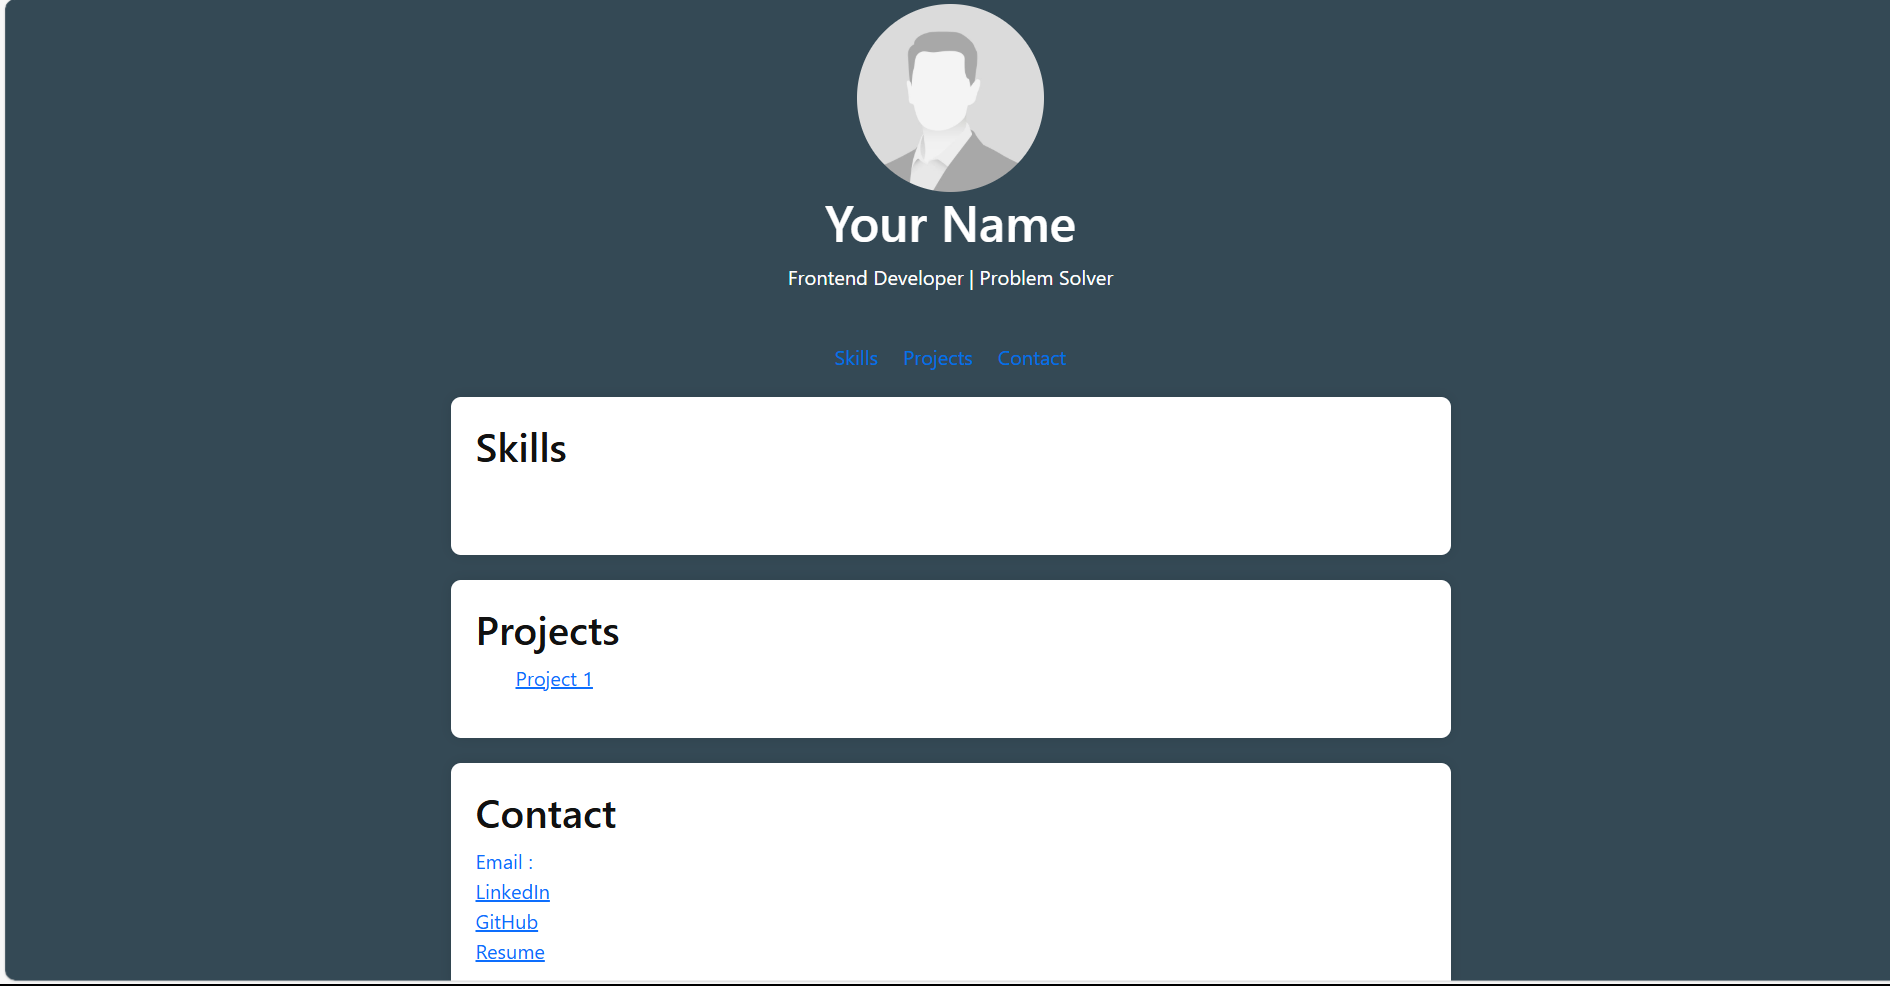 Your Name
Frontend Developer | Problem Solver
Skills Projects Contact
Skills
Projects
Project 1
Contact
Email :
LinkedIn
GitHub
Resume